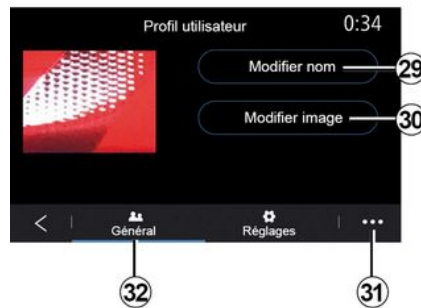 Profil utilisateur 0:34
Modifier nom 29
Modifier image 30
Général Réglages
32 31